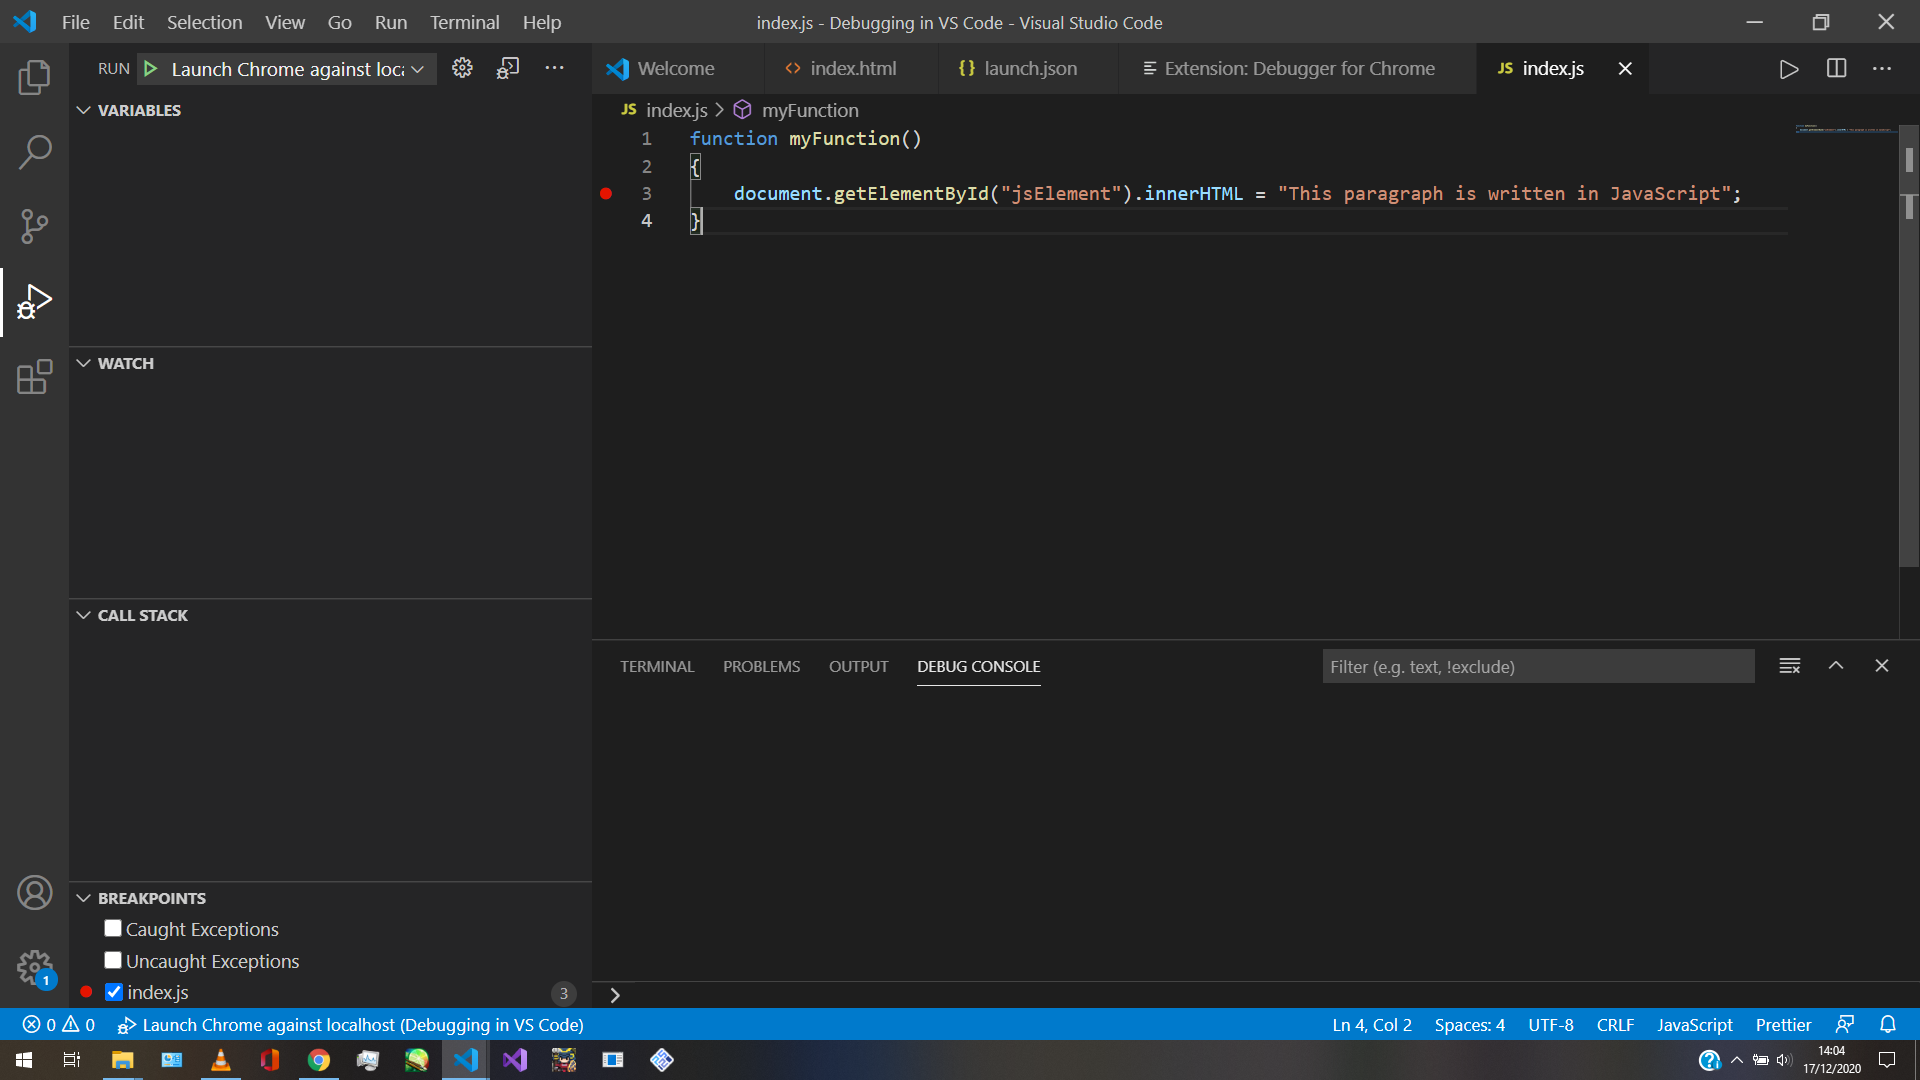 File Edit Selection View Go Run Terminal Help
index.js - Debugging in VS Code - Visual Studio Code
RUN Launch Chrome against loc
Welcome index.html launch.json Extension: Debugger for Chrome JS index.js
VARIABLES
WATCH
CALL STACK
BREAKPOINTS
Caught Exceptions
Uncaught Exceptions
index.js 3
1
JS index.js > myFunction
1 function myFunction()
2 {
3 document.getElementById("jsElement").innerHTML = "This paragraph is written in JavaScript";
4 }
TERMINAL PROBLEMS OUTPUT DEBUG CONSOLE Filter (e.g. text, !exclude)
0 0 Launch Chrome against localhost (Debugging in VS Code) Ln 4, Col 2 Spaces: 4 UTF-8 CRLF JavaScript Prettier
14:04
17/12/2020